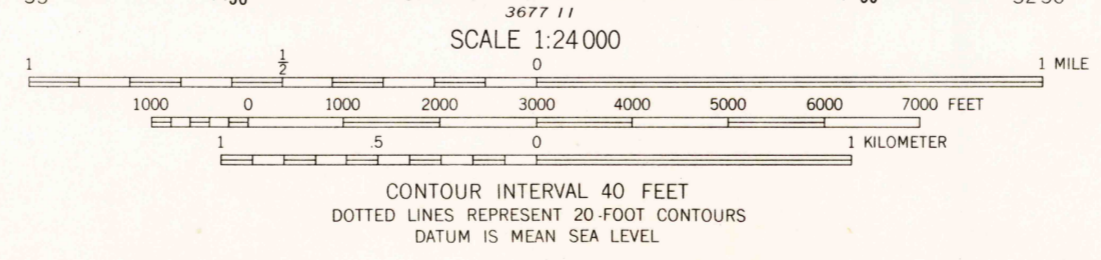 3677 II
SCALE 1:24 000
1 1/2 0 1 MILE
1000 0 1000 2000 3000 4000 5000 6000 7000 FEET
1 .5 0 1 KILOMETER
CONTOUR INTERVAL 40 FEET
DOTTED LINES REPRESENT 20-FOOT CONTOURS
DATUM IS MEAN SEA LEVEL